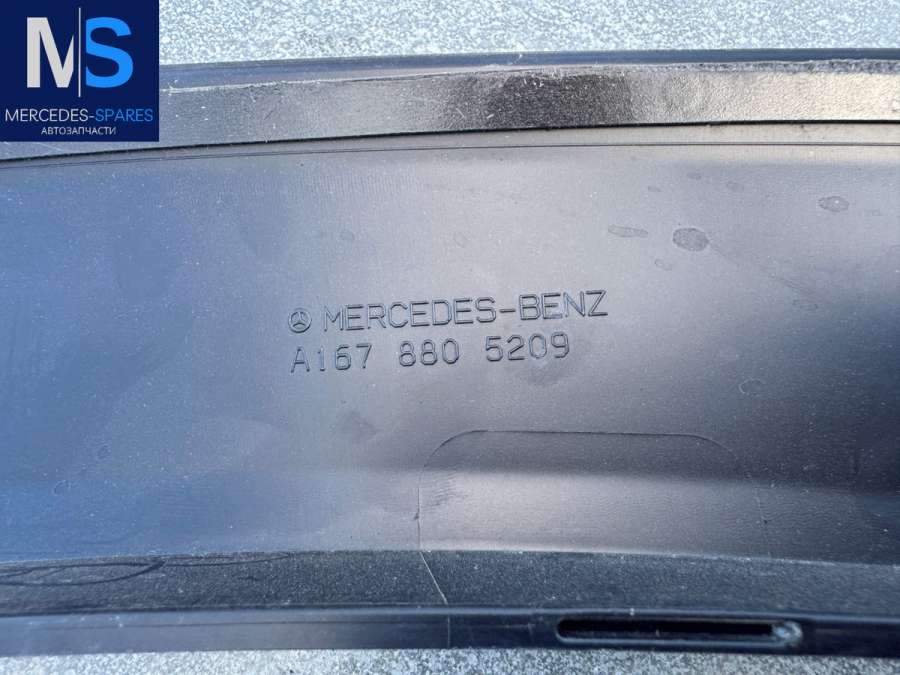 MS
MERCEDES-SPARES
АВТОЗАПЧАСТИ
MERCEDES-BENZ
A167 880 5209